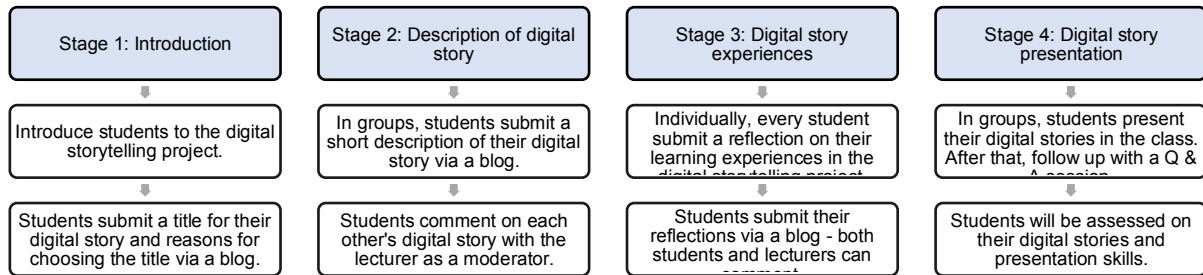 Stage 1: Introduction
Introduce students to the digital
storytelling project.
Students submit a title for their
digital story and reasons for
choosing the title via a blog.
Stage 2: Description of digital
story
In groups, students submit a
short description of their digital
story via a blog.
Students comment on each
other's digital story with the
lecturer as a moderator.
Stage 3: Digital story
experiences
Individually, every student
submit a reflection on their
learning experiences in the
digital storytelling project
Students submit their
reflections via a blog - both
students and lecturers can
comment
Stage 4: Digital story
presentation
In groups, students present
their digital stories in the class.
After that, follow up with a Q &
A session
Students will be assessed on
their digital stories and
presentation skills.